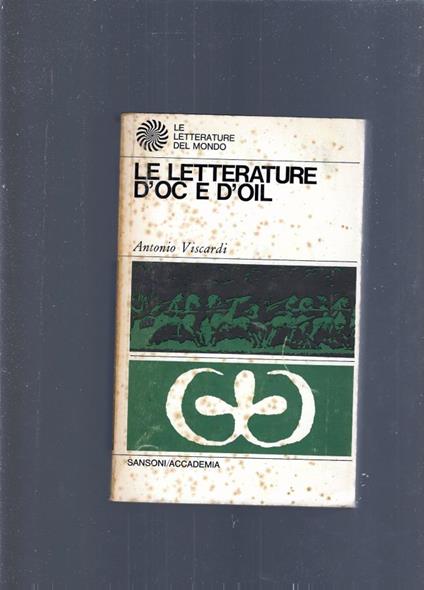 LE
LETTERATURE
DEL MONDO
LE LETTERATURE
D'OC E D'OIL
Antonio Viscardi
SANSONI/ACCADEMIA